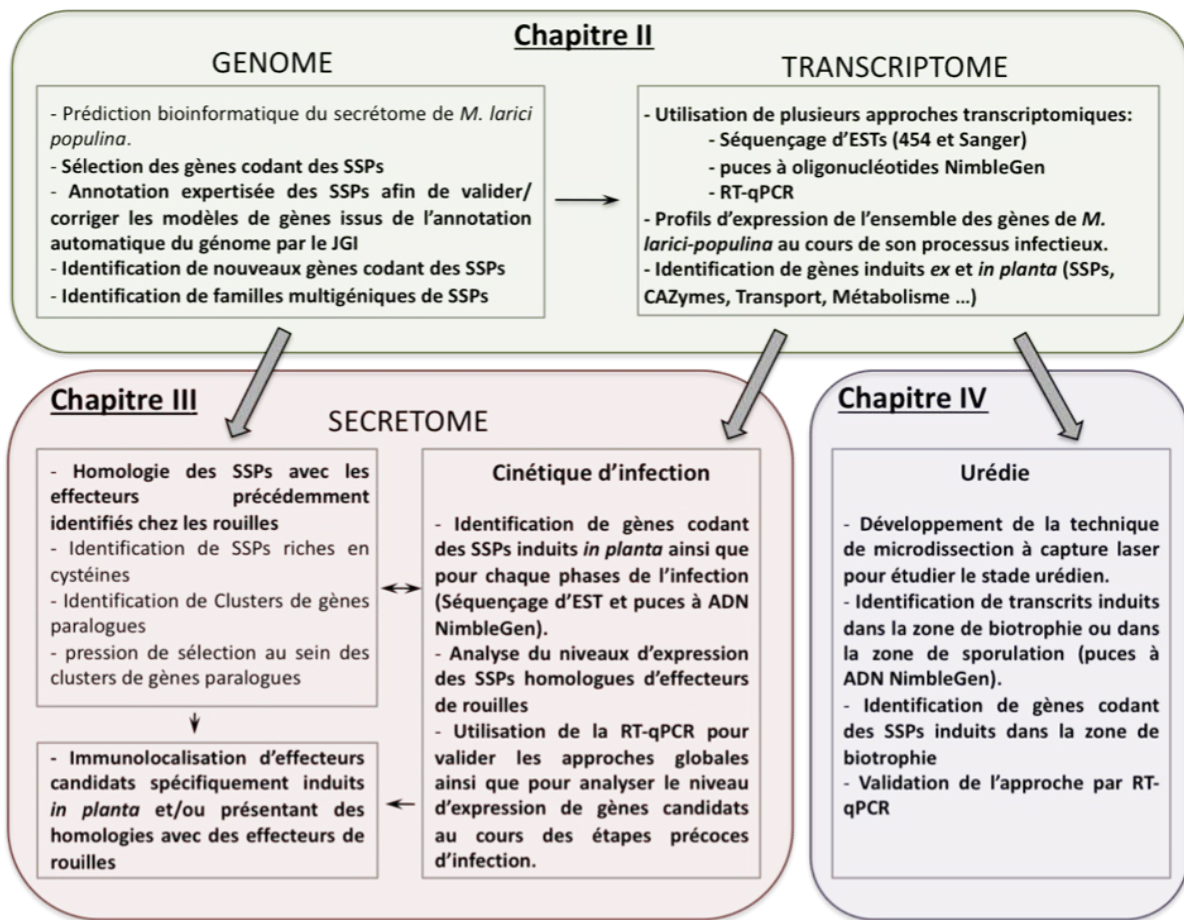 Chapitre II
GENOME
- Prédiction bioinformatique du secrétome de M. larici
populina.
- Sélection des gènes codant des SSPs
- Annotation expertisée des SSPs afin de valider/
corriger les modèles de gènes issus de l’annotation
automatique du génome par le JGI
- Identification de nouveaux gènes codant des SSPs
- Identification de familles multigéniques de SSPs
TRANSCRIPTOME
- Utilisation de plusieurs approches transcriptomiques:
- Séquençage d’ESTs (454 et Sanger)
- puces à oligonucléotides NimbleGen
- RT-qPCR
- Profils d’expression de l’ensemble des gènes de M.
larici-populina au cours de son processus infectieux.
- Identification de gènes induits ex et in planta (SSPs,
CAZymes, Transport, Métabolisme ...)
Chapitre III
SECRETOME
- Homologie des SSPs avec les
effecteurs précédemment
identifiés chez les rouilles
- Identification de SSPs riches en
cystéines
- Identification de Clusters de gènes
paralogues
- pression de sélection au sein des
clusters de gènes paralogues
- Immunolocalisation d’effecteurs
candidats spécifiquement induits
in planta et/ou présentant des
homologies avec des effecteurs de
rouilles
Cinétique d’infection
- Identification de gènes codant
des SSPs induits in planta ainsi que
pour chaque phases de l’infection
(Séquençage d’EST et puces à ADN
NimbleGen).
- Analyse du niveaux d’expression
des SSPs homologues d’effecteurs
de rouilles
- Utilisation de la RT-qPCR pour
valider les approches globales
ainsi que pour analyser le niveau
d’expression de gènes candidats
au cours des étapes précoces
d’infection.
Chapitre IV
Urédie
- Développement de la technique
de microdissection à capture laser
pour étudier le stade urédien.
- Identification de transcrits induits
dans la zone de biotrophie ou dans
la zone de sporulation (puces à
ADN NimbleGen).
- Identification de gènes codant
des SSPs induits dans la zone de
biotrophie
- Validation de l’approche par RT-
qPCR